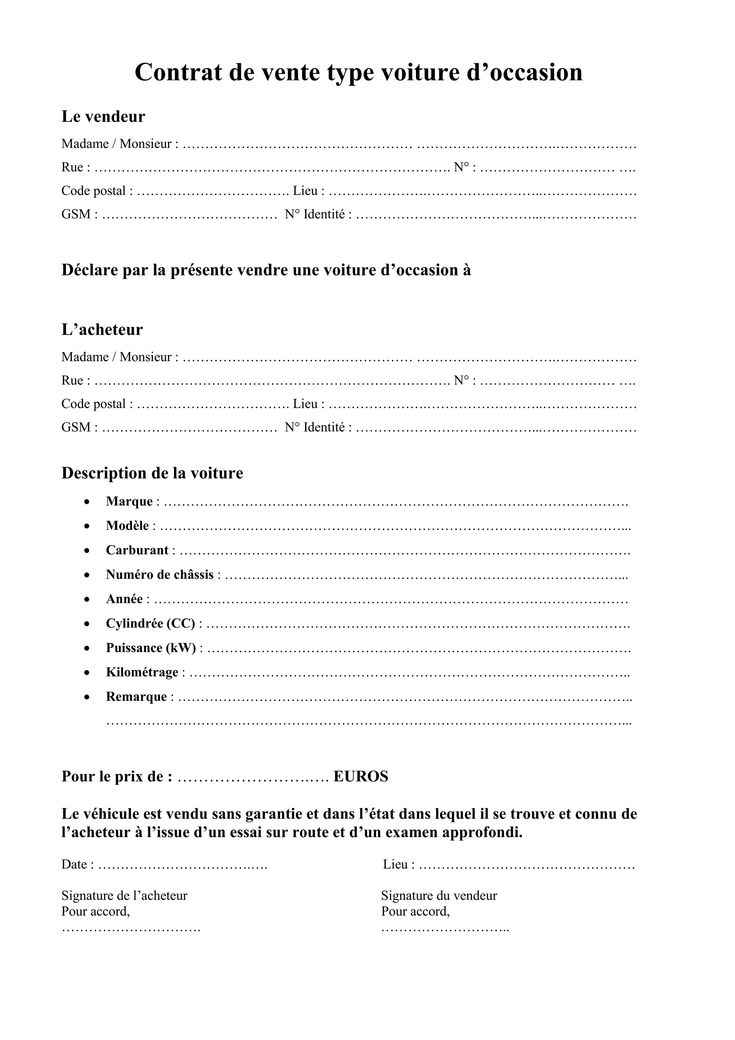 Contrat de vente type voiture d’occasion
Le vendeur
Madame / Monsieur : …………………………………………… ………………………….………………
Rue : ……………………………………………………………………. N° : ………………………… ….
Code postal : ……………………………. Lieu : ………………….……………………..…………………
GSM : ………………………………… N° Identité : …………………………………...…………………
Déclare par la présente vendre une voiture d’occasion à
L’acheteur
Madame / Monsieur : …………………………………………… ………………………….………………
Rue : ……………………………………………………………………. N° : ………………………… ….
Code postal : ……………………………. Lieu : ………………….……………………...…………………
GSM : ………………………………… N° Identité : …………………………………...…………………
Description de la voiture
• Marque : ………………………………………………………………………………………….
• Modèle : …………………………………………………………………………………………...
• Carburant : ……………………………………………………………………………………….
• Numéro de châssis : ……………………………………………………………………………...
• Année : ……………………………………………………………………………………………
• Cylindrée (CC) : ………………………………………………………………………………….
• Puissance (kW) : ………………………………………………………………………………….
• Kilométrage : ……………………………………………………………………………………..
• Remarque : ………………………………………………………………………………………..
……………………………………………………………………………………………………...
Pour le prix de : …………………….…. EUROS
Le véhicule est vendu sans garantie et dans l’état dans lequel il se trouve et connu de
l’acheteur à l’issue d’un essai sur route et d’un examen approfondi.
Date : …………………………….…. Lieu : …………………………………………
Signature de l’acheteur Signature du vendeur
Pour accord, Pour accord,
…………………………. ………………………..